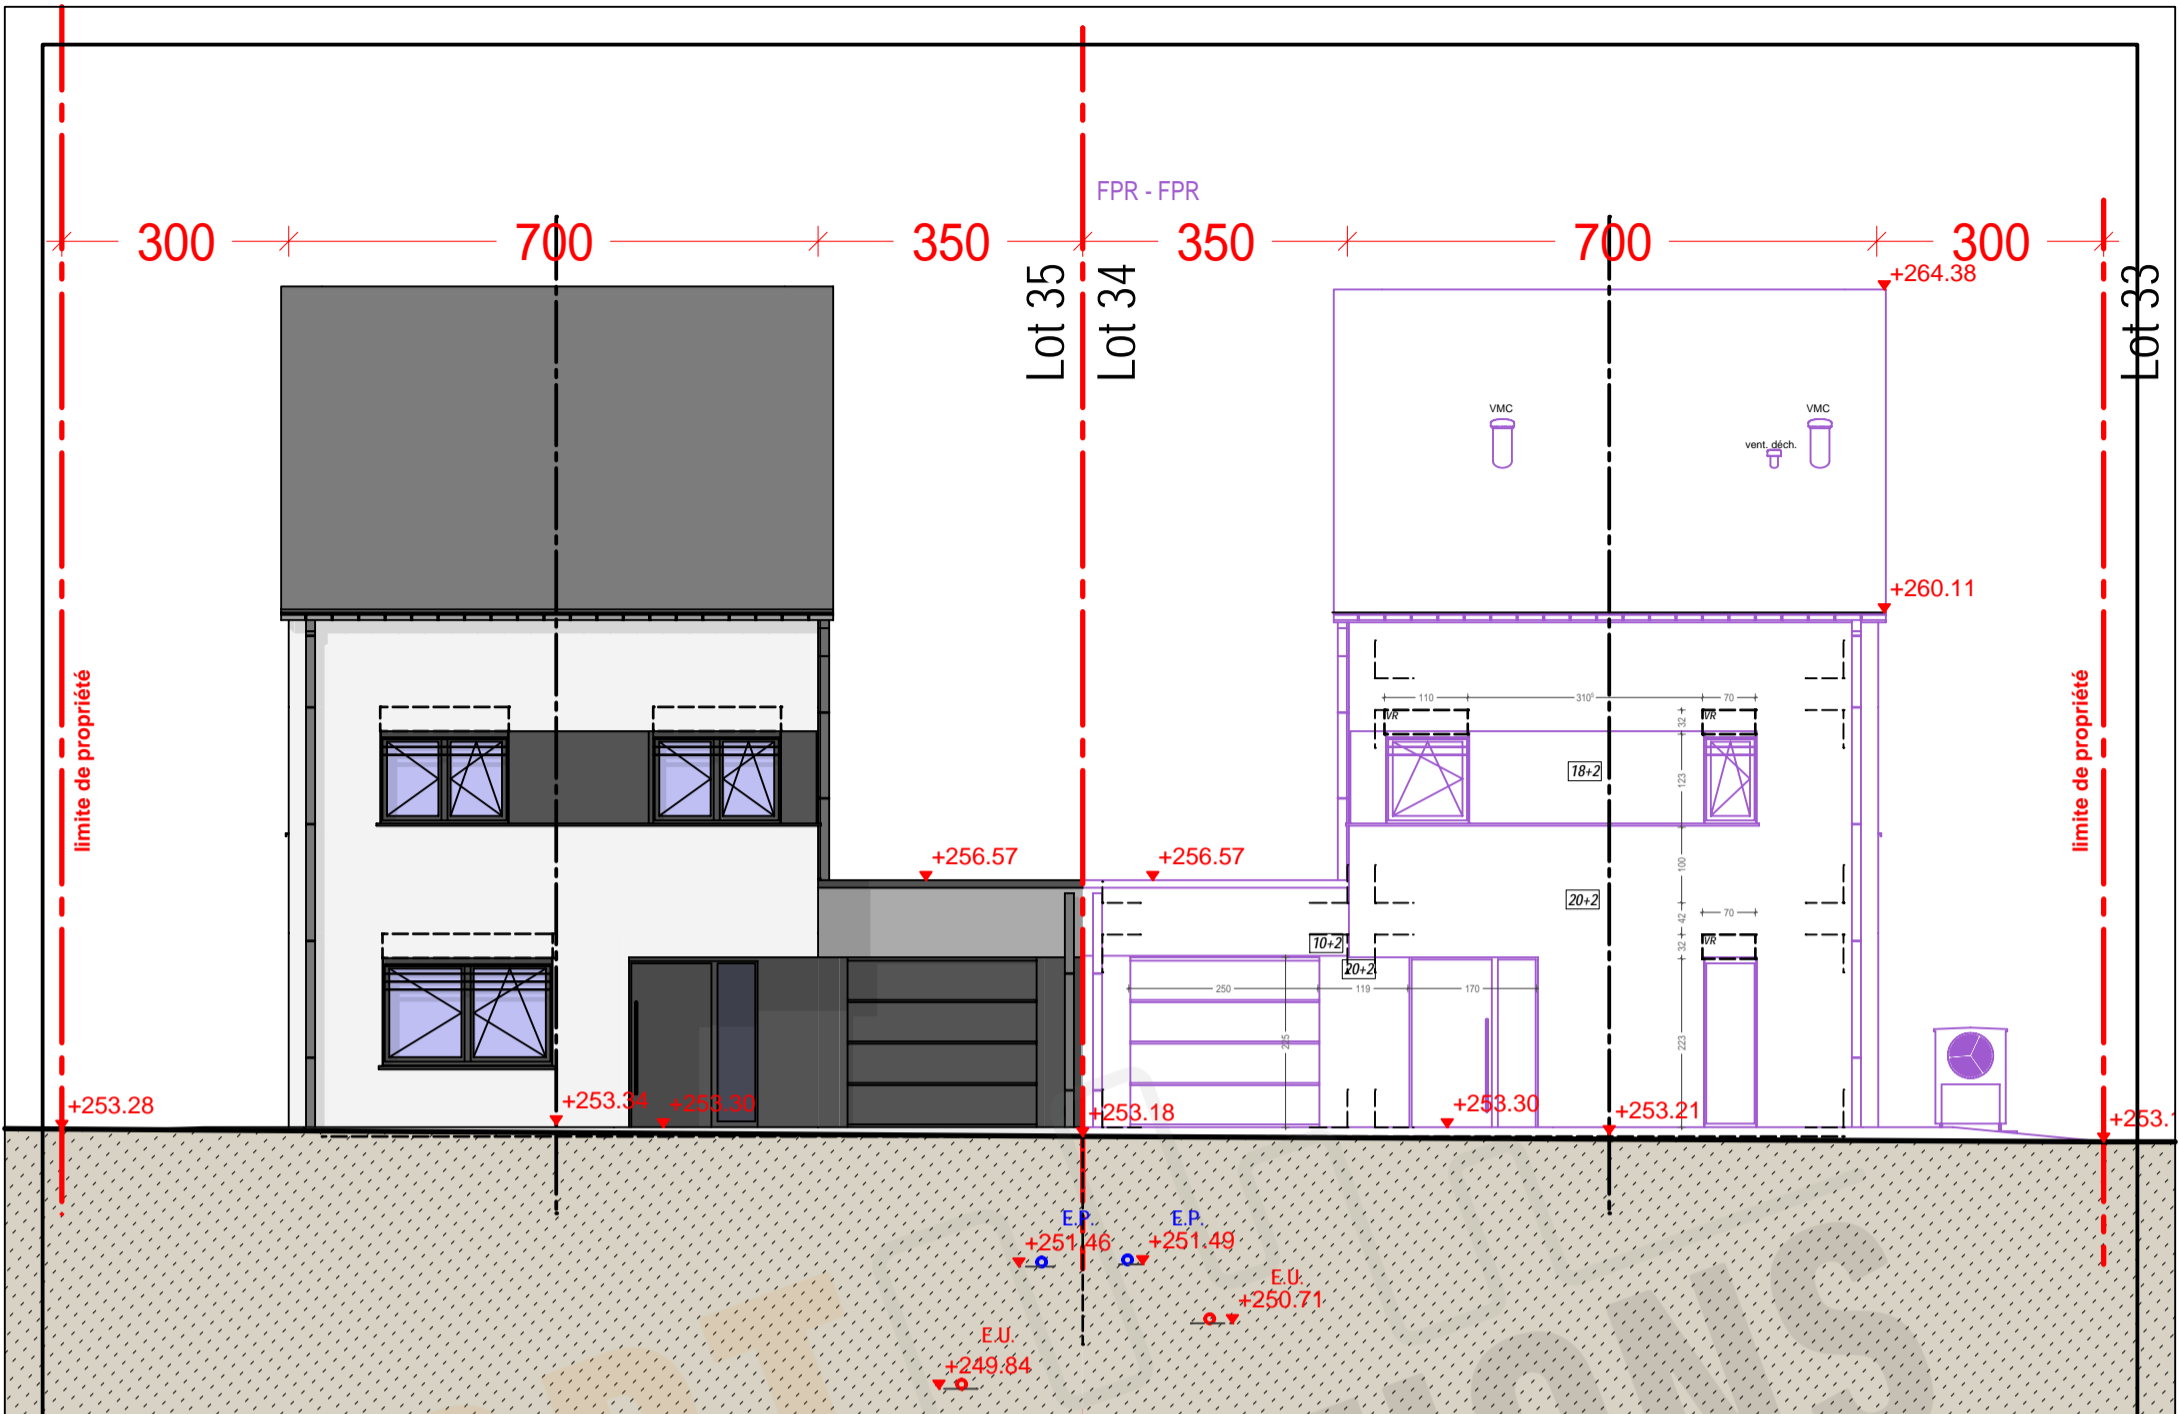 FPR - FPR
300
700
350
350
700
300
Lot 35
Lot 34
Lot 33
+264.38
VMC
VMC
vent. déch.
+260.11
limite de propriété
limite de propriété
110
310⁵
70
VR
VR
32
18+2
123
+256.57
+256.57
100
20+2
42
70
10+2
20+2
VR
32
250
119
170
225
223
+253.28
+253.34
+253.30
+253.18
+253.30
+253.21
E.P.
+251.46
E.P.
+251.49
E.U.
+250.71
E.U.
+249.84